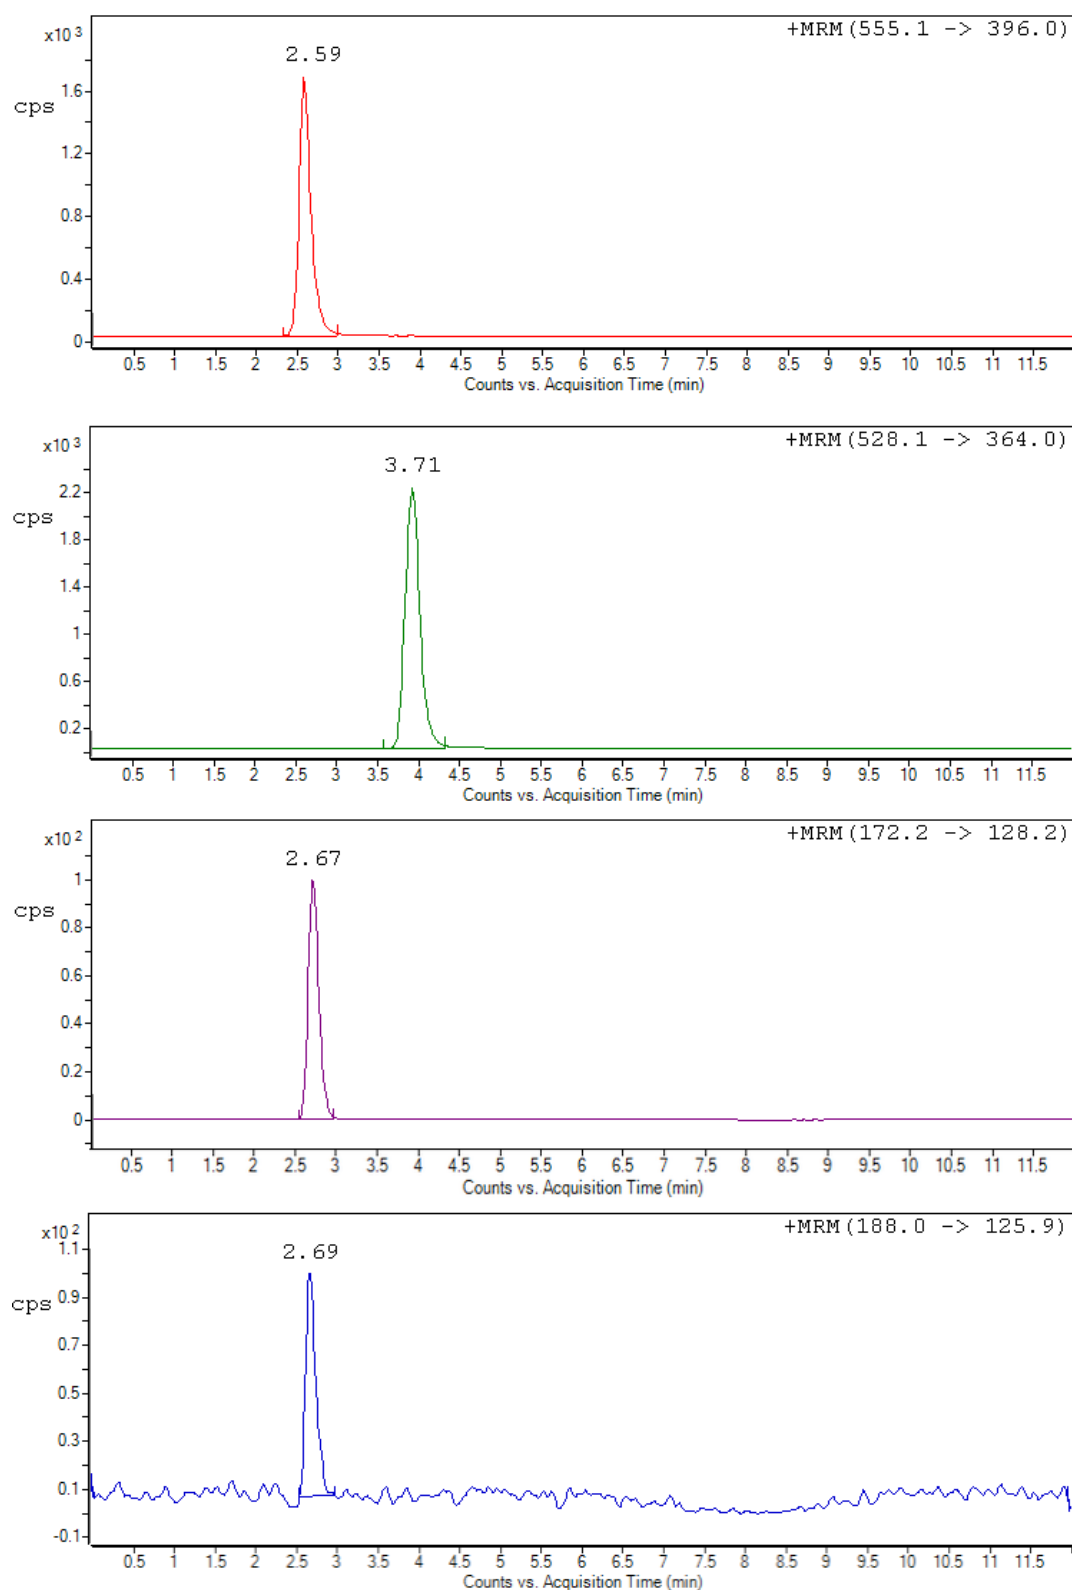 x10 3
+MRM(555.1 -> 396.0)
2.59
cps
1.6
1.2
0.8
0.4
0
0.5 1 1.5 2 2.5 3 3.5 4 4.5 5 5.5 6 6.5 7 7.5 8 8.5 9 9.5 10 10.5 11 11.5
Counts vs. Acquisition Time (min)
x10 3
+MRM(528.1 -> 364.0)
3.71
cps
2.2
1.8
1.4
1
0.6
0.2
0.5 1 1.5 2 2.5 3 3.5 4 4.5 5 5.5 6 6.5 7 7.5 8 8.5 9 9.5 10 10.5 11 11.5
Counts vs. Acquisition Time (min)
x10 2
+MRM(172.2 -> 128.2)
2.67
cps
1
0.8
0.6
0.4
0.2
0
0.5 1 1.5 2 2.5 3 3.5 4 4.5 5 5.5 6 6.5 7 7.5 8 8.5 9 9.5 10 10.5 11 11.5
Counts vs. Acquisition Time (min)
x10 2
+MRM(188.0 -> 125.9)
2.69
cps
1.1
0.9
0.7
0.5
0.3
0.1
-0.1
0.5 1 1.5 2 2.5 3 3.5 4 4.5 5 5.5 6 6.5 7 7.5 8 8.5 9 9.5 10 10.5 11 11.5
Counts vs. Acquisition Time (min)